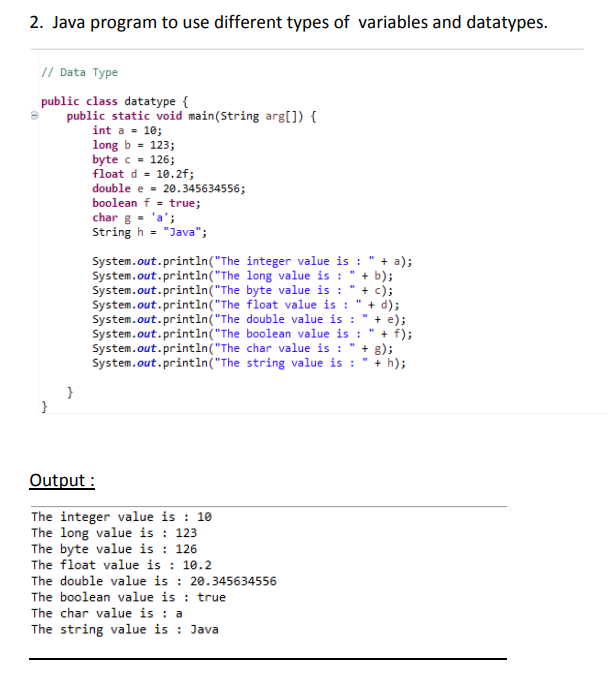 2. Java program to use different types of variables and datatypes.
// Data Type
public class datatype {
public static void main(String arg[]) {
int a = 10;
long b = 123;
byte c = 126;
float d = 10.2f;
double e = 20.345634556;
boolean f = true;
char g = 'a';
String h = "Java";
System.out.println("The integer value is : " + a);
System.out.println("The long value is : " + b);
System.out.println("The byte value is : " + c);
System.out.println("The float value is : " + d);
System.out.println("The double value is : " + e);
System.out.println("The boolean value is : " + f);
System.out.println("The char value is : " + g);
System.out.println("The string value is : " + h);
}
}
Output :
The integer value is : 10
The long value is : 123
The byte value is : 126
The float value is : 10.2
The double value is : 20.345634556
The boolean value is : true
The char value is : a
The string value is : Java